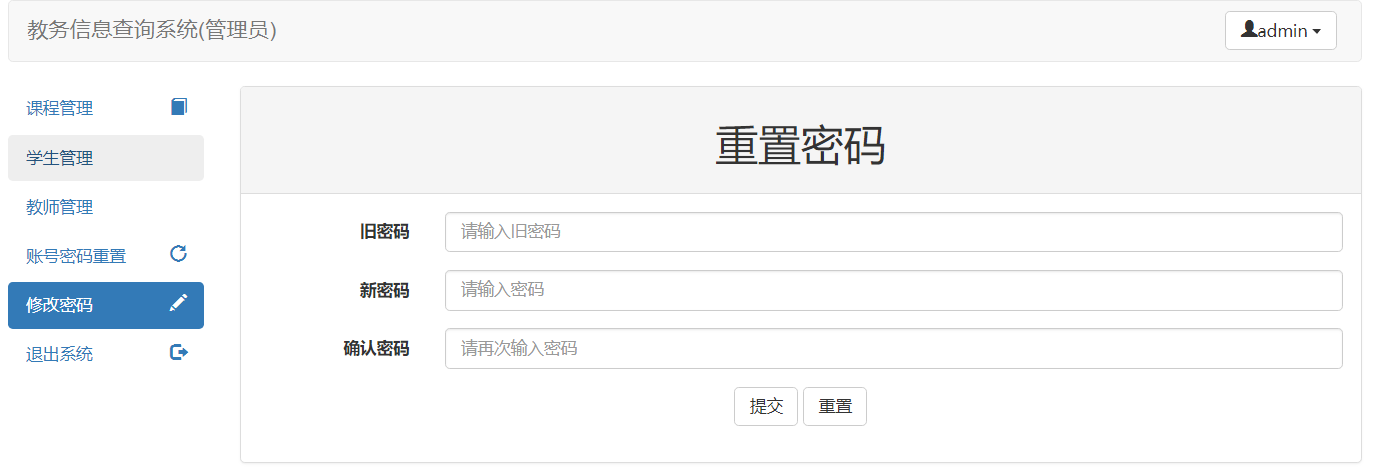 教务信息查询系统(管理员)
admin
课程管理
学生管理
教师管理
账号密码重置
修改密码
退出系统
重置密码
旧密码 请输入旧密码
新密码 请输入密码
确认密码 请再次输入密码
提交 重置